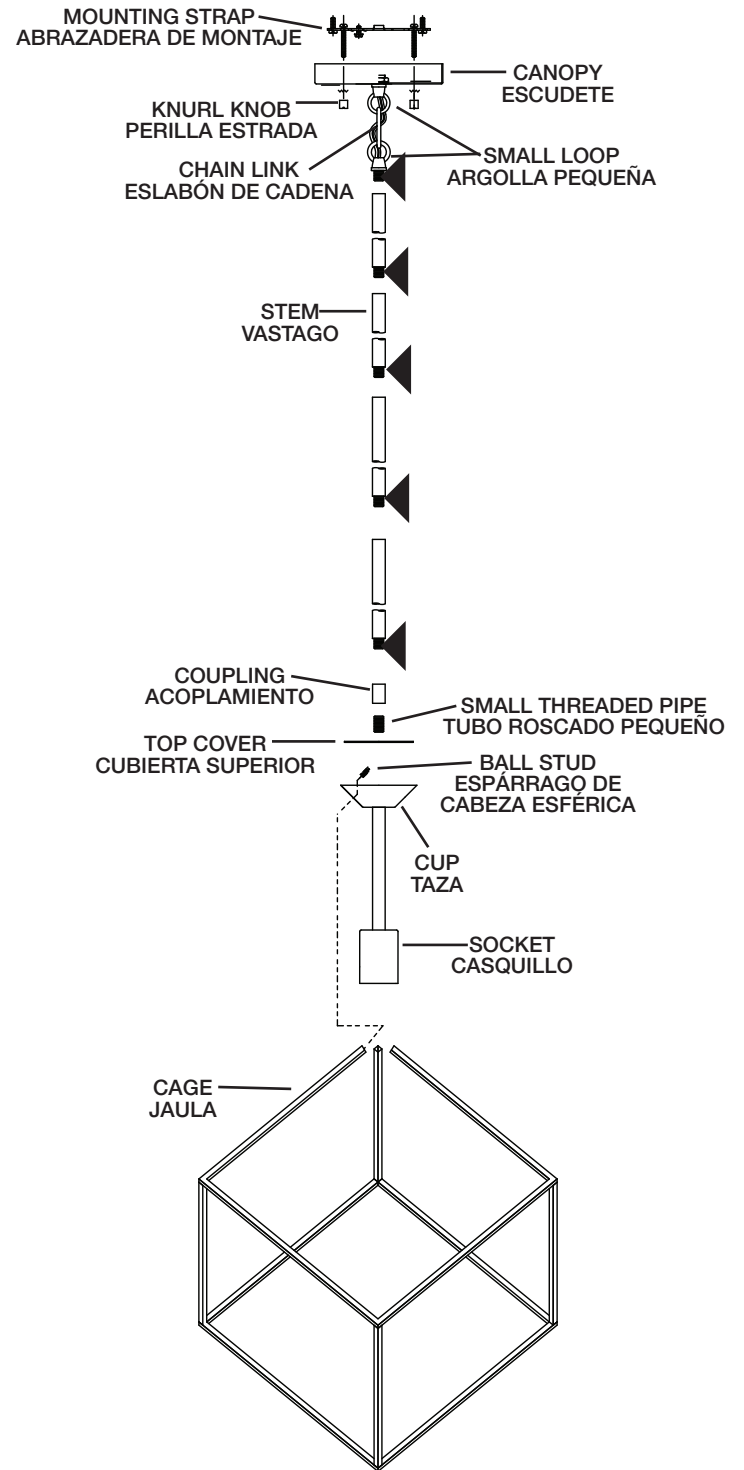 MOUNTING STRAP
ABRAZADERA DE MONTAJE
CANOPY
ESCUDETE
KNURL KNOB
PERILLA ESTRADA
CHAIN LINK
ESLABÓN DE CADENA
SMALL LOOP
ARGOLLA PEQUEÑA
STEM
VASTAGO
COUPLING
ACOPLAMIENTO
SMALL THREADED PIPE
TUBO ROSCADO PEQUEÑO
TOP COVER
CUBIERTA SUPERIOR
BALL STUD
ESPÁRRAGO DE
CABEZA ESFÉRICA
CUP
TAZA
SOCKET
CASQUILLO
CAGE
JAULA